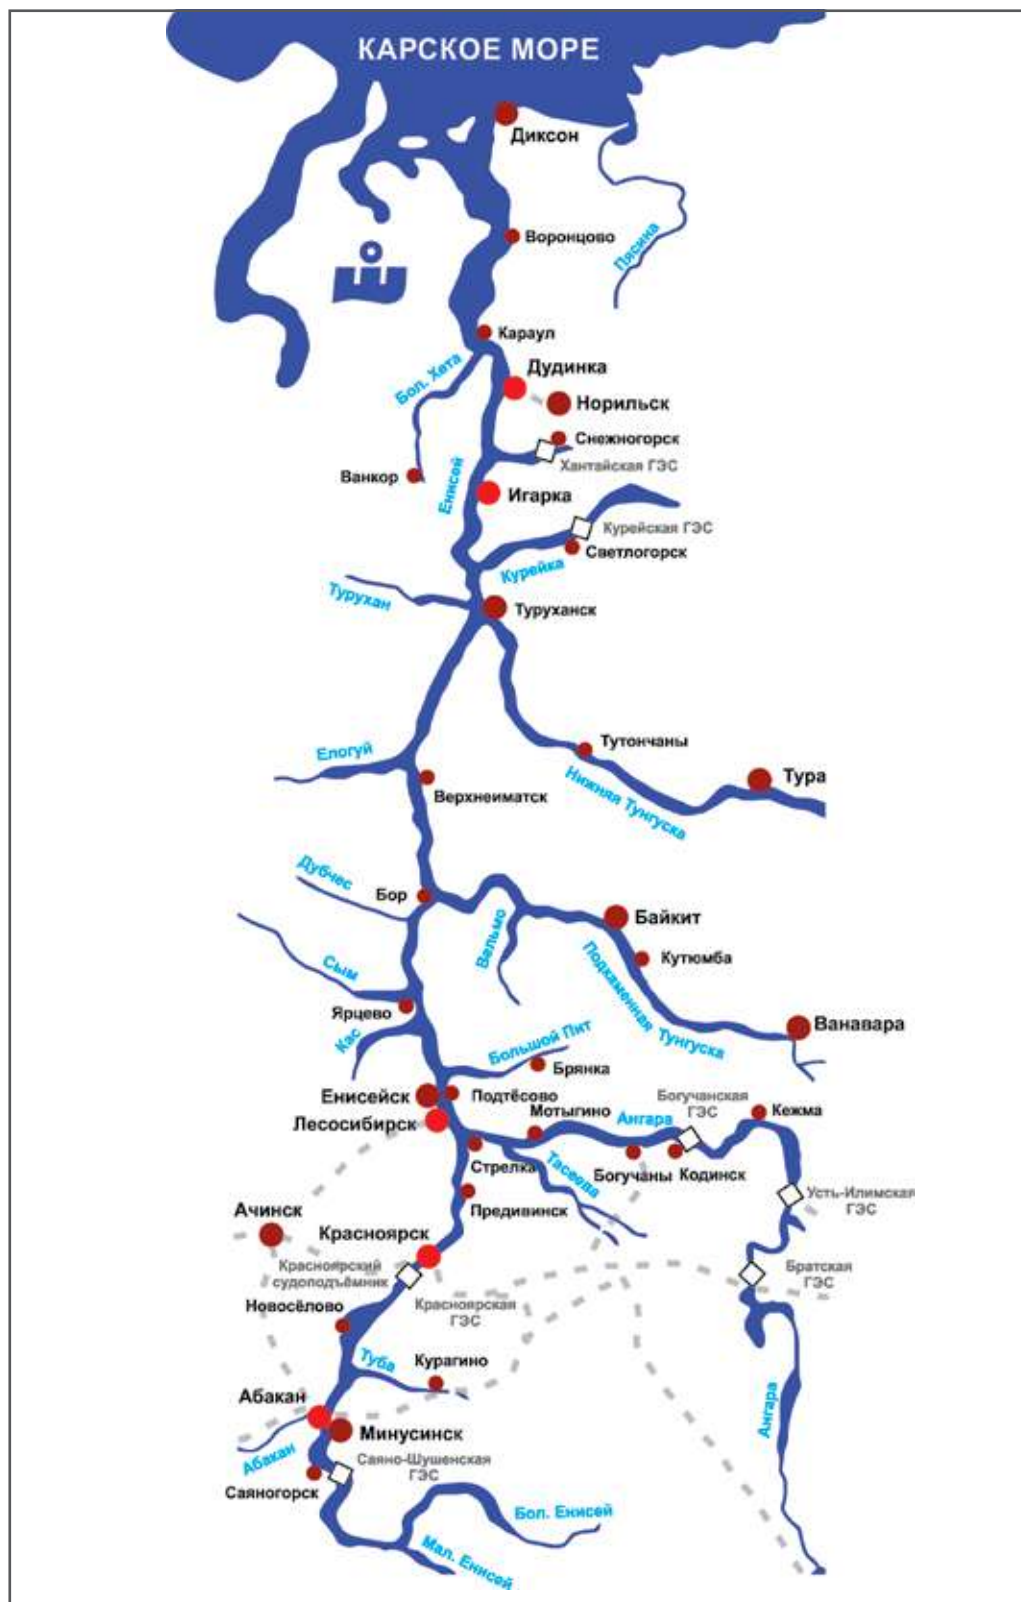 КАРСКОЕ МОРЕ
Диксон
Воронцово
Пясина
Караул
Бол. Хета
Дудинка
Норильск
Снежногорск
Хантайская ГЭС
Ванкор
Енисей
Игарка
Курейская ГЭС
Светлогорск
Курейка
Турухан
Туруханск
Тутончаны
Елогуй
Нижняя Тунгуска
Тура
Верхнеиматск
Дубчес
Бор
Вельмо
Байкит
Кутюмба
Подкаменная Тунгуска
Сым
Ярцево
Кас
Ванавара
Большой Пит
Брянка
Енисейск
Подтёсово
Лесосибирск
Мотыгино
Ангара
Богучанская
ГЭС
Кежма
Стрелка
Тасеева
Богучаны
Кодинск
Усть-Илимская
ГЭС
Предивинск
Ачинск
Красноярск
Красноярский
судоподъёмник
Братская
ГЭС
Новосёлово
Красноярская
ГЭС
Туба
Курагино
Абакан
Минусинск
Абакан
Саяно-Шушенская
ГЭС
Саяногорск
Ангара
Бол. Енисей
Мал. Енисей